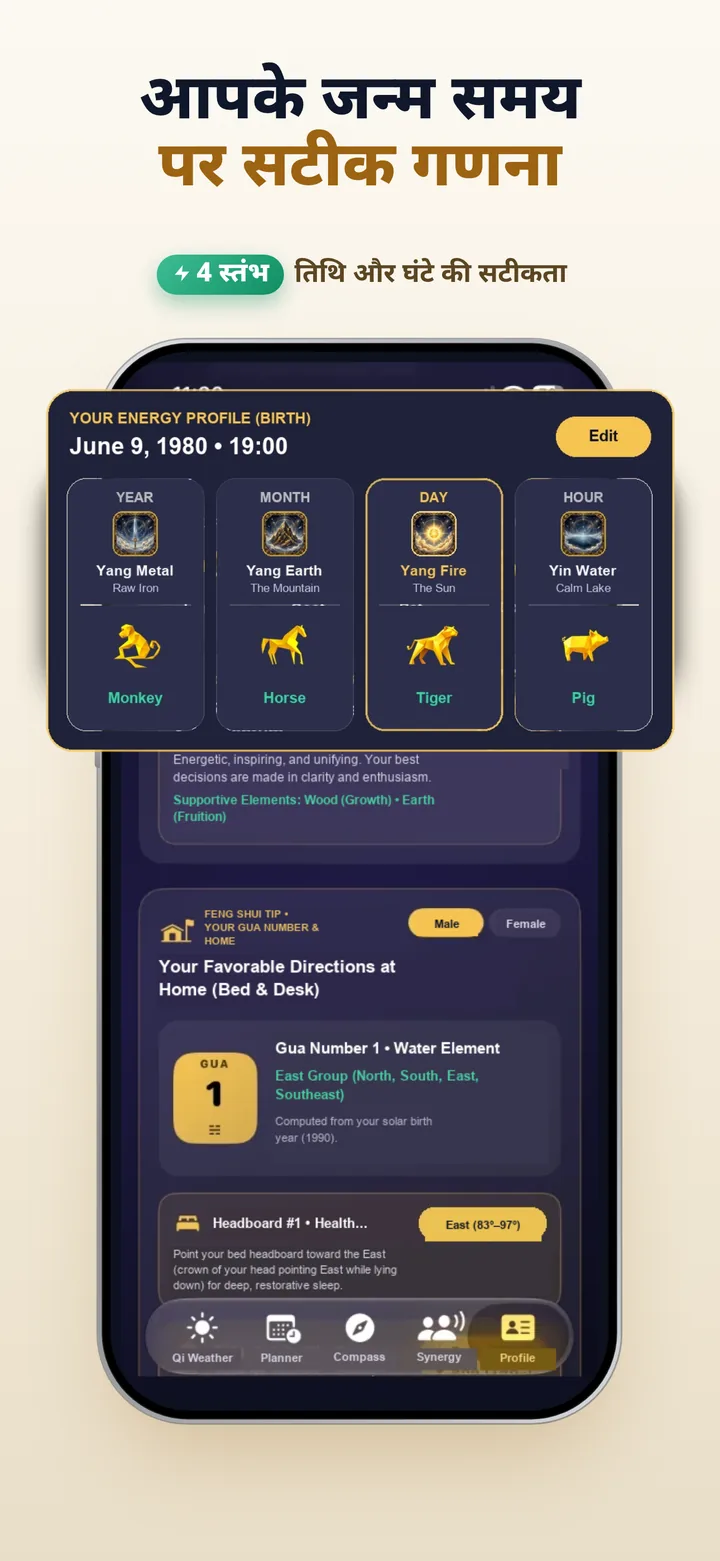 आपके जन्म समय
पर सटीक गणना
4 स्तंभ तिथि और घंटे की सटीकता
YOUR ENERGY PROFILE (BIRTH)
June 9, 1980 • 19:00
Edit
YEAR
Yang Metal
Raw Iron
Monkey
MONTH
Yang Earth
The Mountain
Horse
DAY
Yang Fire
The Sun
Tiger
HOUR
Yin Water
Calm Lake
Pig
Energetic, inspiring, and unifying. Your best
decisions are made in clarity and enthusiasm.
Supportive Elements: Wood (Growth) • Earth
(Fruition)
FENG SHUI TIP •
YOUR GUA NUMBER &
HOME
Male
Female
Your Favorable Directions at
Home (Bed & Desk)
GUA
1
Gua Number 1 • Water Element
East Group (North, South, East,
Southeast)
Computed from your solar birth
year (1990).
Headboard #1 • Health...
East (83°–97°)
Point your bed headboard toward the East
(crown of your head pointing East while lying
down) for deep, restorative sleep.
Qi Weather
Planner
Compass
Synergy
Profile